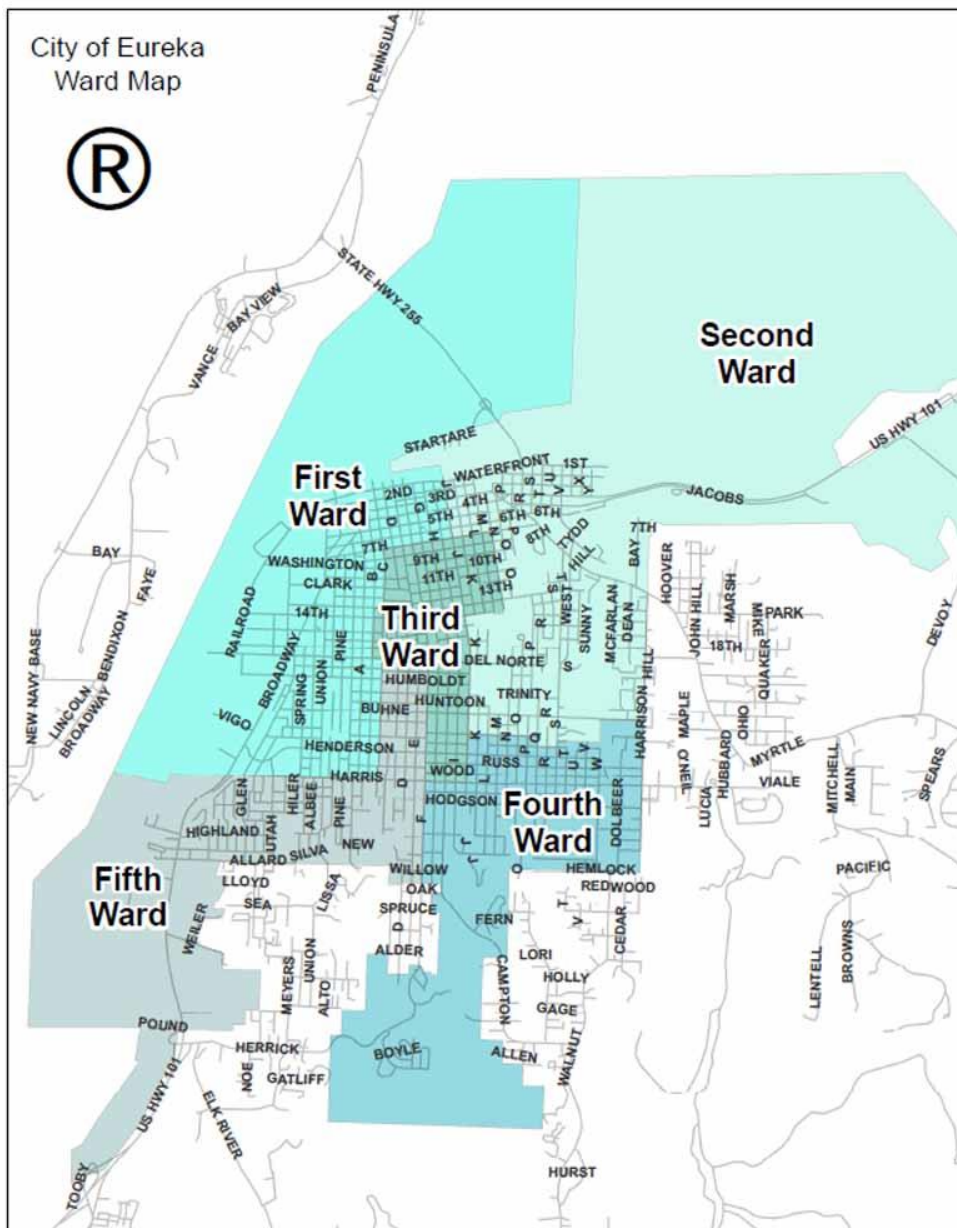 City of Eureka
Ward Map
®
PENINSULA
STATE HWY 255
BAY VIEW
VANCE
Second
Ward
US HWY 101
STARTARE
WATERFRONT
1ST
First
Ward
2ND
3RD
4TH
5TH
6TH
6TH
8TH
7TH
9TH
10TH
11TH
13TH
JACOBS
TYDD
HILL
7TH
BAY
BAY
FAYE
WASHINGTON
CLARK
14TH
RAILROAD
BROADWAY
SPRING
UNION
PINE
A
B
C
D
G
H
J
M
L
J
K
N
P
O
O
P
R
S
T
U
V
X
Y
Third
Ward
K
DEL NORTE
P
R
S
T
S
S
WEST
SUNNY
MCFARLAN
DEAN
HOOVER
JOHN HILL
MARSH
MIKE
PARK
18TH
QUAKER
DEVOY
HUMBOLDT
BUHNE
HUNTOON
TRINITY
HARRISON
HILL
MAPLE
OHIO
NEW NAVY BASE
LINCOLN
BROADWAY
BENDIXON
VIGO
HENDERSON
HARRIS
D
E
I
WOOD
L
K
M
N
O
P
Q
R
S
RUSS
R
T
U
V
W
O'NEIL
LUCIA
HUBBARD
MYRTLE
VIALE
MITCHELL
MAIN
SPEARS
GLEN
HILER
ALBEE
PINE
UTAH
HIGHLAND
ALLARD
SILVA
NEW
HODGSON
F
J
J
O
Fourth
Ward
DOLBEER
Fifth
Ward
LLOYD
SEA
LISSA
WILLOW
OAK
SPRUCE
D
ALDER
HEMLOCK
REDWOOD
PACIFIC
WEILER
FERN
T
V
CEDAR
LORI
HOLLY
GAGE
CAMPTON
MEYERS
UNION
ALTO
LENTELL
BROWNS
POUND
HERRICK
NOE
GATLIFF
BOYLE
ALLEN
WALNUT
US HWY 101
ELK RIVER
TOOBY
HURST